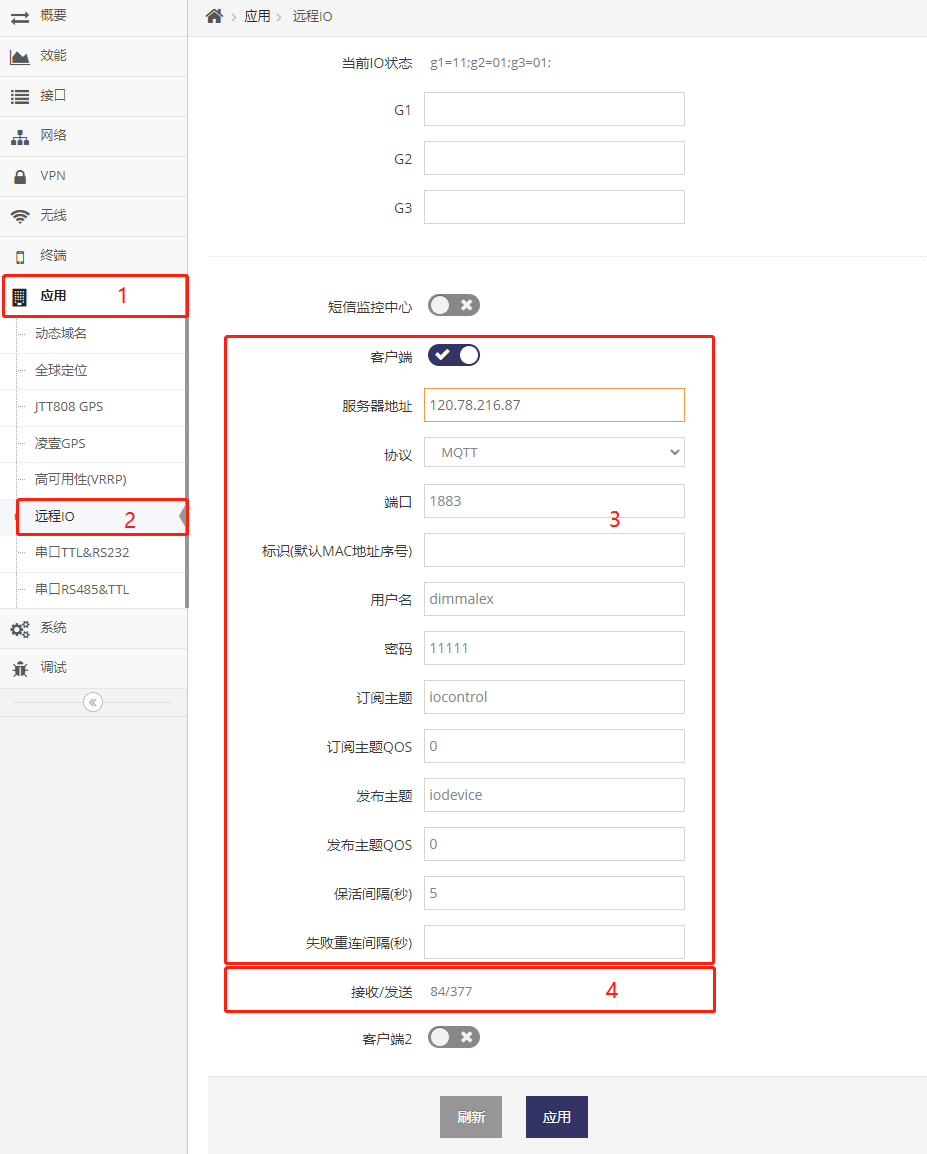 概要
效能
接口
网络
VPN
无线
终端
应用 1
动态域名
全球定位
JTT808 GPS
凌壹GPS
高可用性(VRRP)
远程IO 2
串口TTL&RS232
串口RS485&TTL
系统
调试
应用 远程IO
当前IO状态 g1=11;g2=01;g3=01;
G1
G2
G3
短信监控中心
客户端
服务器地址 120.78.216.87
协议 MQTT
端口 1883
3
标识(默认MAC地址序号)
用户名 dimmalex
密码 11111
订阅主题 iocontrol
订阅主题QOS 0
发布主题 iodevice
发布主题QOS 0
保活间隔(秒) 5
失败重连间隔(秒)
接收/发送 84/377 4
客户端2
刷新 应用